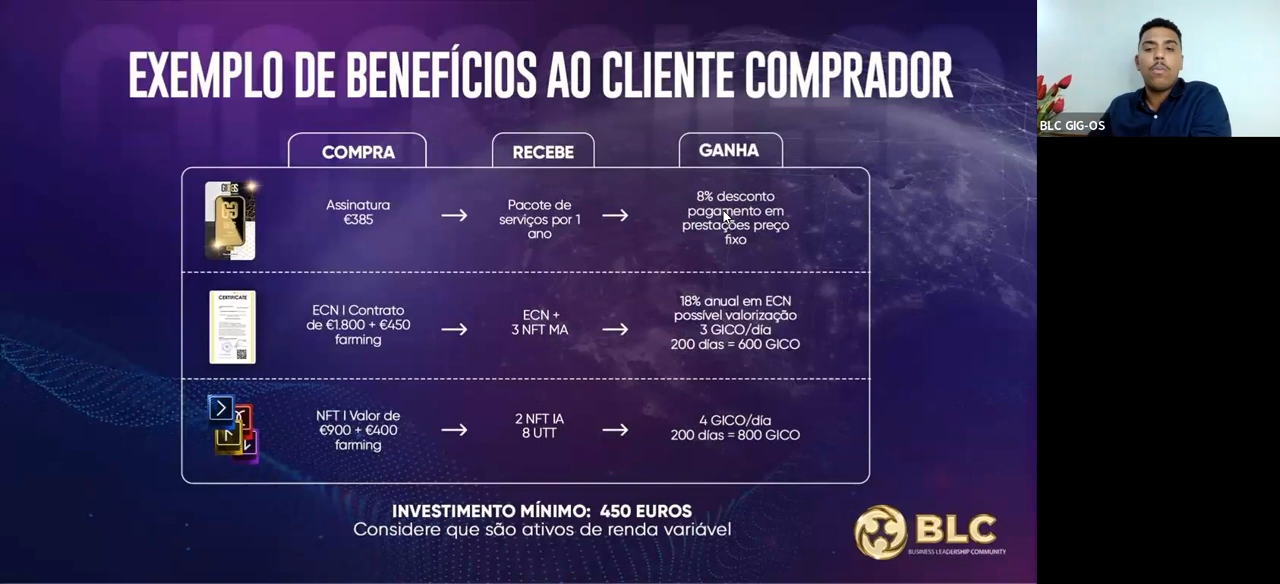 EXEMPLO DE BENEFÍCIOS AO CLIENTE COMPRADOR
COMPRA
RECEBE
GANHA
Assinatura
€385
Pacote de
serviços por 1
ano
8% desconto
pagamento em
prestações preço
fixo
CERTIFICATE
ECN I Contrato
de €1.800 + €450
farming
ECN +
3 NFT MA
18% anual em ECN
possível valorização
3 GICO/día
200 días = 600 GICO
NFT I Valor de
€900 + €400
farming
2 NFT IA
8 UTT
4 GICO/día
200 días = 800 GICO
INVESTIMENTO MÍNIMO: 450 EUROS
Considere que são ativos de renda variável
BLC
BUSINESS LEADERSHIP COMMUNITY
BLC GIG-OS